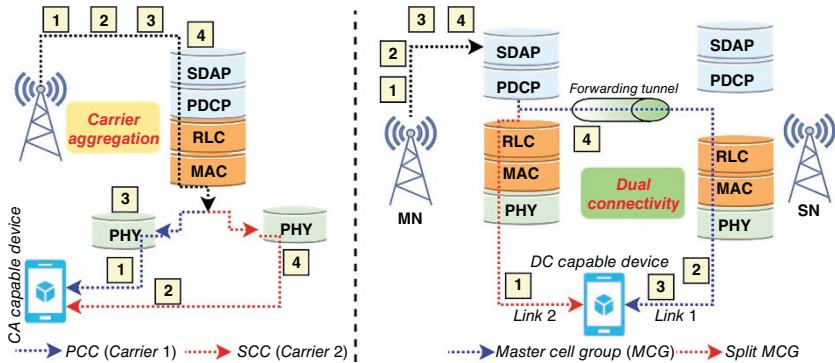 1 2 3
4
SDAP
PDCP
RLC
MAC
Carrier
aggregation
3
PHY
PHY
1
4
2
CA capable device
PCC (Carrier 1)
SCC (Carrier 2)
3 4
2
1
SDAP
PDCP
SDAP
PDCP
Forwarding tunnel
4
RLC
MAC
PHY
RLC
MAC
PHY
Dual
connectivity
MN
SN
DC capable device
1
2
3
Link 2
Link 1
Master cell group (MCG)
Split MCG